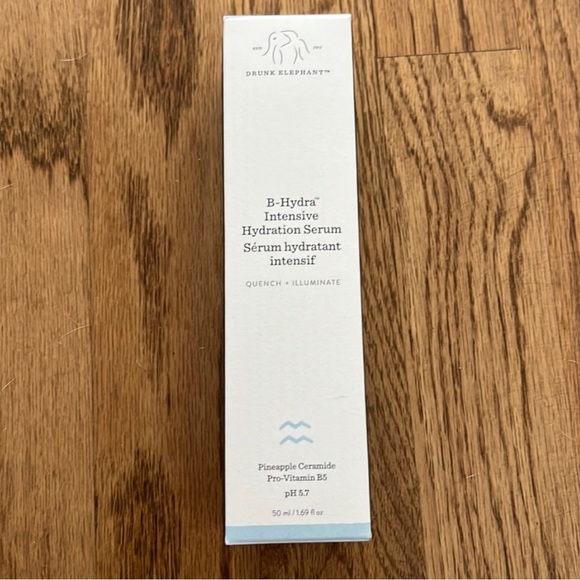 DRUNK ELEPHANT™
B-Hydra™
Intensive
Hydration Serum
Sérum hydratant
intensif
QUENCH + ILLUMINATE
Pineapple Ceramide
Pro-Vitamin B5
pH 5.7
50 ml / 1.69 fl oz